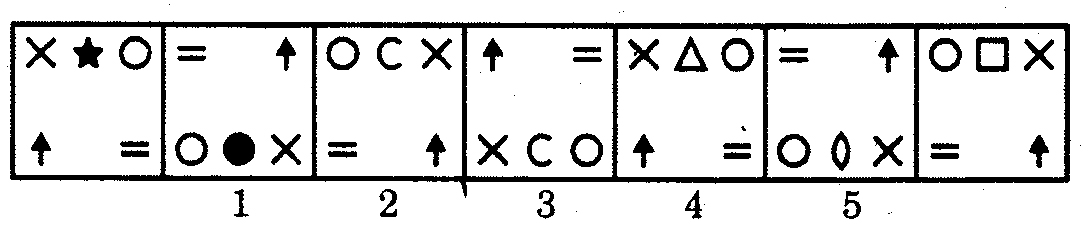 × ★ ○ = ↑ ○ C × ↑ = × △ ○ = ↑ ○ □ ×
↑ = ○ ● × = ↑ × C ○ ↑ = ○ ◊ × = ↑
1 2 3 4 5